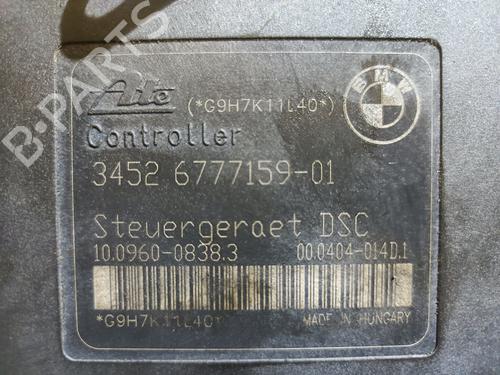 B-PARTS
Ate (*G9H7K11L40*)
BMW
Controller
3452 6777159-01
Steuergeraet DSC
10.0960-0838.3 00.0404-014D.1
*G9H7K11L40*
MADE IN HUNGARY